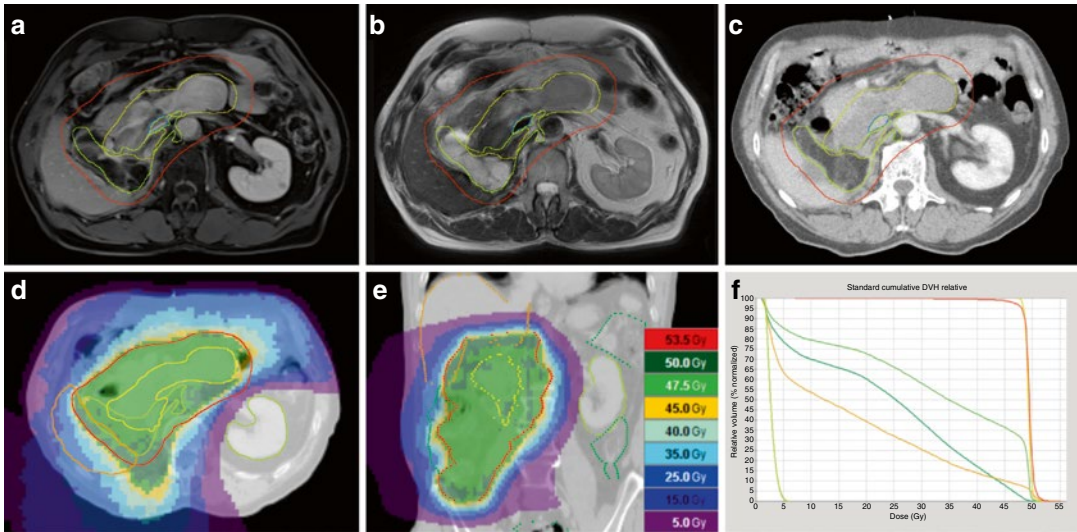 a
b
c
d
e
53.5 Gy
50.0 Gy
47.5 Gy
45.0 Gy
40.0 Gy
35.0 Gy
25.0 Gy
15.0 Gy
5.0 Gy
f
Standard cumulative DVH relative
Relative volume (% normalized)
100
95
90
85
80
75
70
65
60
55
50
45
40
35
30
25
20
15
10
5
0
0 5 10 15 20 25 30 35 40 45 50 55
Dose (Gy)